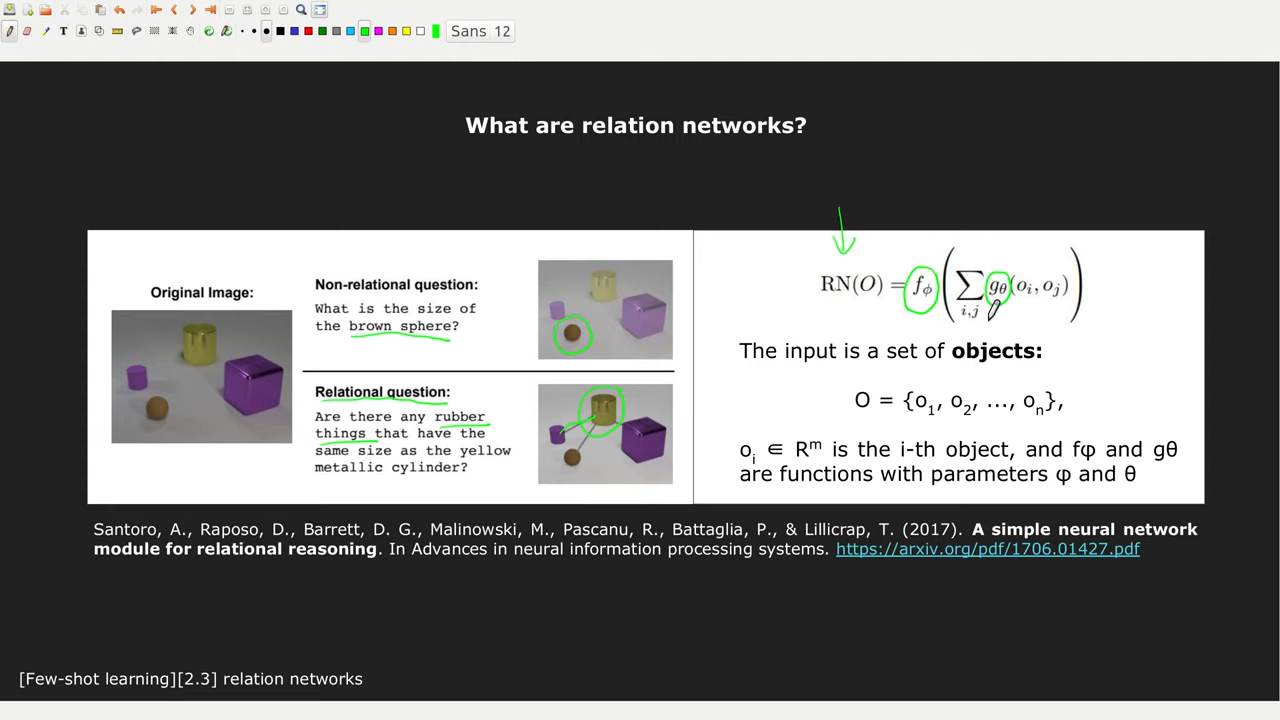 Sans 12
What are relation networks?
Original Image:
Non-relational question:
What is the size of
the brown sphere?
Relational question:
Are there any rubber
things that have the
same size as the yellow
metallic cylinder?
RN(O) = fϕ ( ∑i,j gθ(oi, oj) )
The input is a set of objects:
O = {o1, o2, ..., on},
oi ∈ Rm is the i-th object, and fφ and gθ
are functions with parameters φ and θ
Santoro, A., Raposo, D., Barrett, D. G., Malinowski, M., Pascanu, R., Battaglia, P., & Lillicrap, T. (2017). A simple neural network
module for relational reasoning. In Advances in neural information processing systems. https://arxiv.org/pdf/1706.01427.pdf
[Few-shot learning][2.3] relation networks